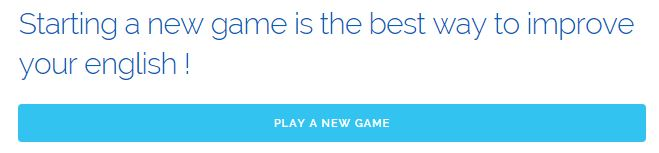 Starting a new game is the best way to improve
your english !
PLAY A NEW GAME